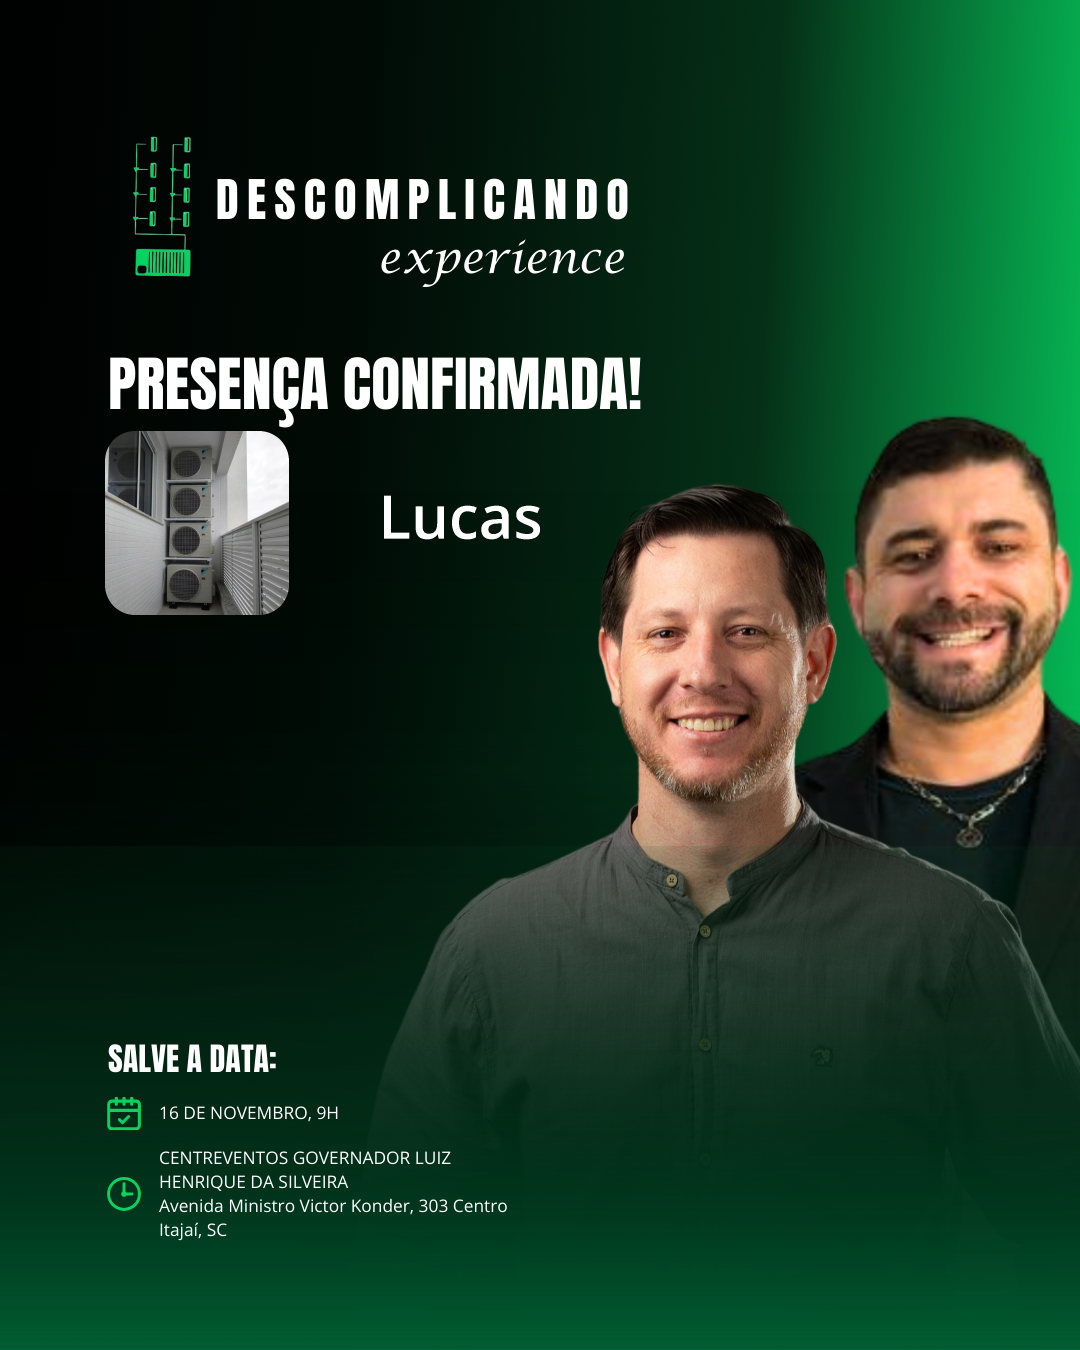 DESCOMPLICANDO
experience
PRESENÇA CONFIRMADA!
Lucas
SALVE A DATA:
16 DE NOVEMBRO, 9H
CENTREVENTOS GOVERNADOR LUIZ
HENRIQUE DA SILVEIRA
Avenida Ministro Victor Konder, 303 Centro
Itajaí, SC